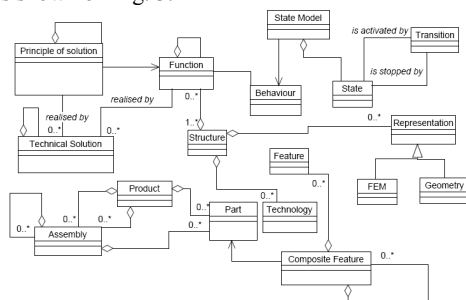 Principle of solution
State Model
Transition
is activated by
Function
is stopped by
State
0..*
realised by
Behaviour
realised by
0..*
0..*
1..*
0..*
Representation
Technical Solution
Structure
Feature
FEM
Geometry
Product
0..*
0..*
0..*
0..*
0..*
Part
Technology
0..*
Assembly
0..*
0..*
Composite Feature
0..*